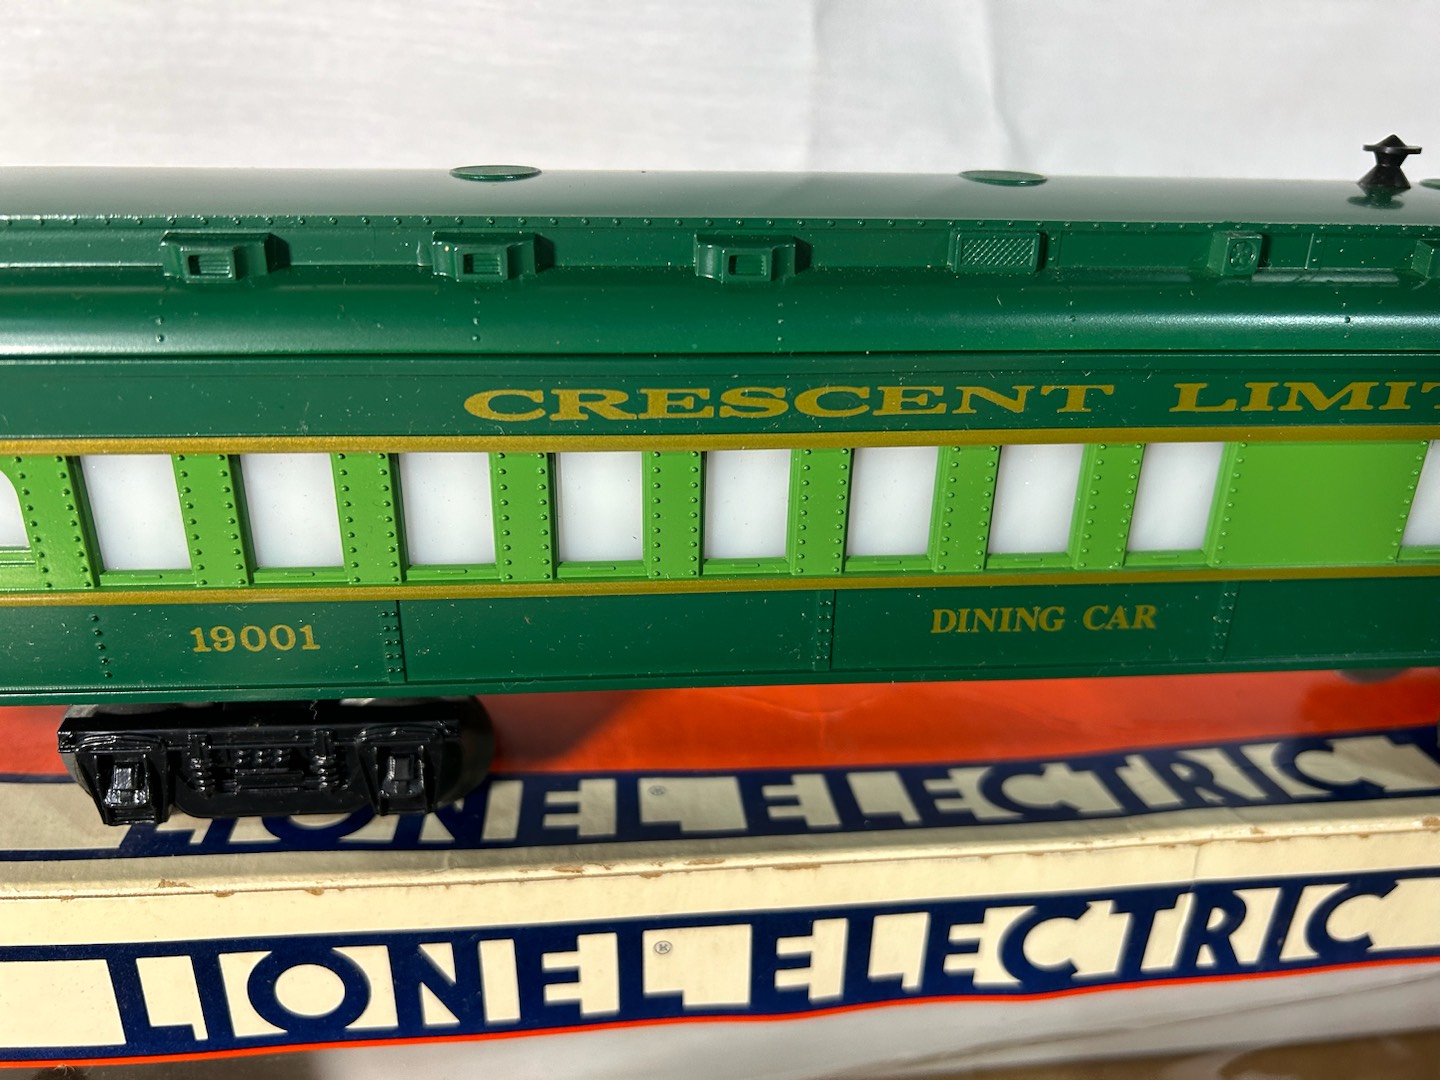 CRESCENT LIMIT
19001 DINING CAR
LIONEL® ELECTRIC
LIONEL® ELECTRIC